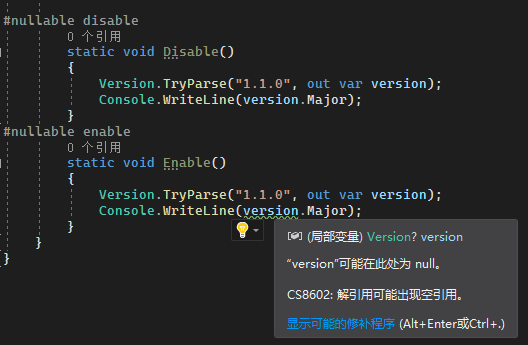 #nullable disable
0 个引用
static void Disable()
{
Version.TryParse("1.1.0", out var version);
Console.WriteLine(version.Major);
}
#nullable enable
0 个引用
static void Enable()
{
Version.TryParse("1.1.0", out var version);
Console.WriteLine(version.Major);
}
}
}
(局部变量) Version? version
“version”可能在此处为 null。
CS8602: 解引用可能出现空引用。
显示可能的修补程序 (Alt+Enter或Ctrl+.)